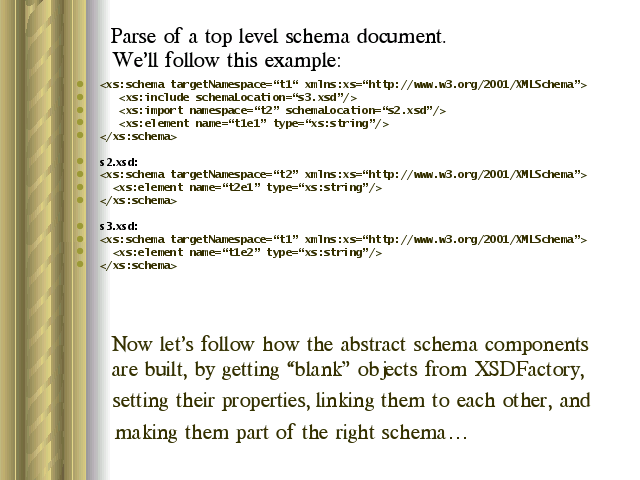 Parse of a top level schema document.
We'll follow this example:
<xs:schema targetNamespace=“t1“ xmlns:xs=“http://www.w3.org/2001/XMLSchema”>
<xs:include schemaLocation=“s3.xsd”/>
<xs:import namespace=“t2” schemaLocation=“s2.xsd”/>
<xs:element name=“t1e1” type=“xs:string”/>
</xs:schema>
s2.xsd:
<xs:schema targetNamespace=“t2” xmlns:xs=“http://www.w3.org/2001/XMLSchema”>
<xs:element name=“t2e1” type=“xs:string”/>
</xs:schema>
s3.xsd:
<xs:schema targetNamespace=“t1” xmlns:xs=“http://www.w3.org/2001/XMLSchema”>
<xs:element name=“t1e2” type=“xs:string”/>
</xs:schema>
Now let's follow how the abstract schema components
are built, by getting “blank” objects from XSDFactory,
setting their properties, linking them to each other, and
making them part of the right schema…